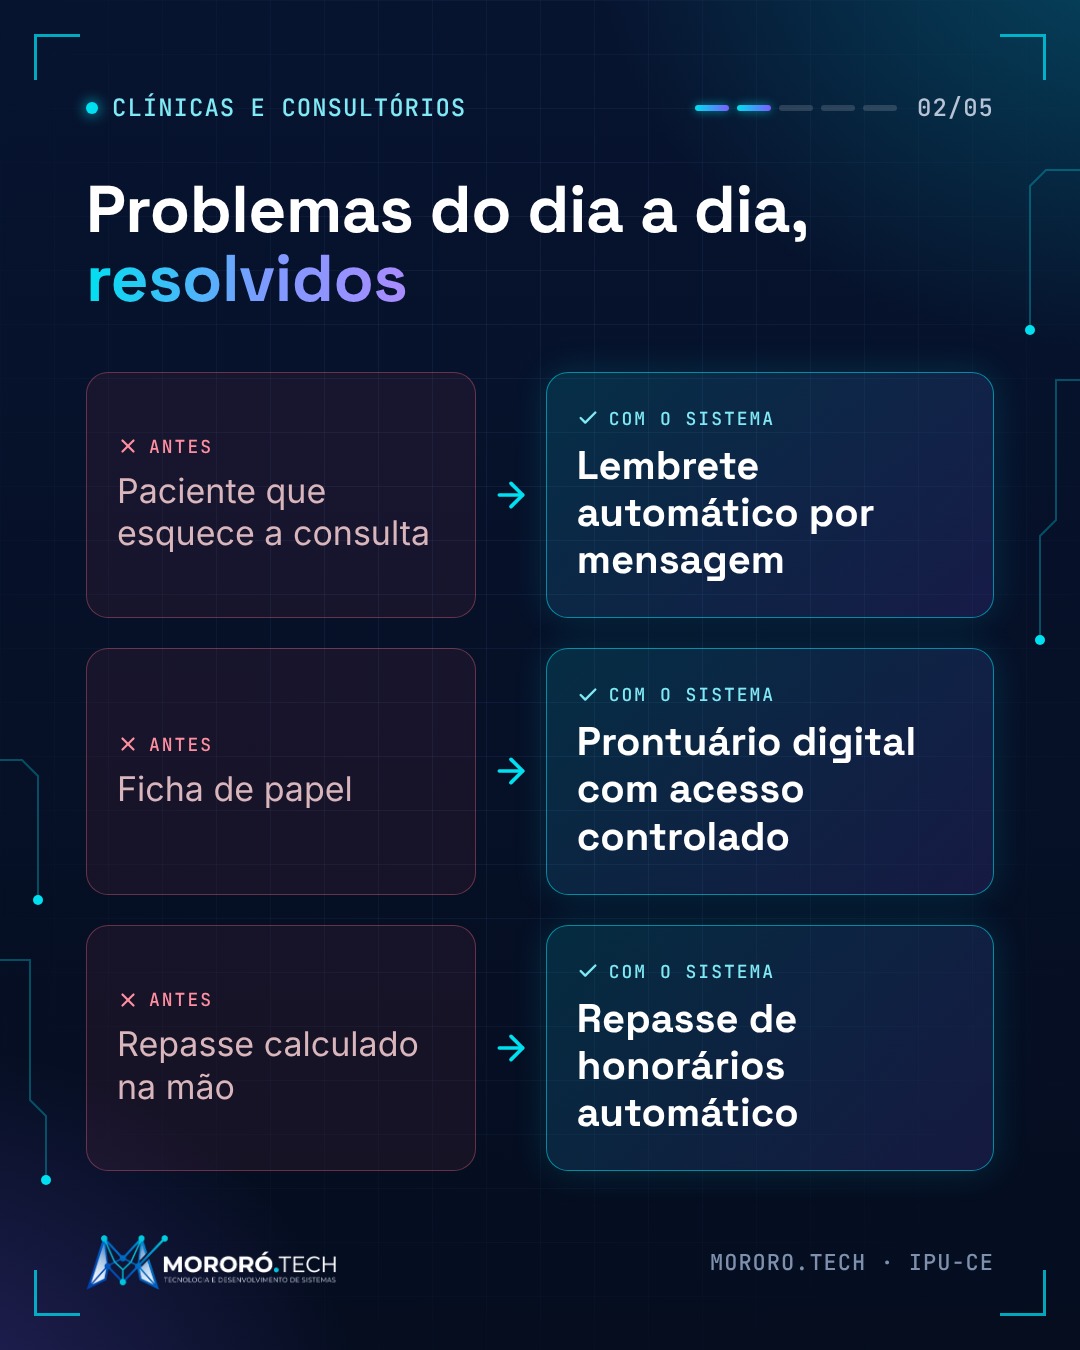 CLÍNICAS E CONSULTÓRIOS
02/05
Problemas do dia a dia,
resolvidos
ANTES
Paciente que
esquece a consulta
COM O SISTEMA
Lembrete
automático por
mensagem
ANTES
Ficha de papel
COM O SISTEMA
Prontuário digital
com acesso
controlado
ANTES
Repasse calculado
na mão
COM O SISTEMA
Repasse de
honorários
automático
MORORÓ.TECH
TECNOLOGIA E DESENVOLVIMENTO DE SISTEMAS
MORORO.TECH · IPU-CE